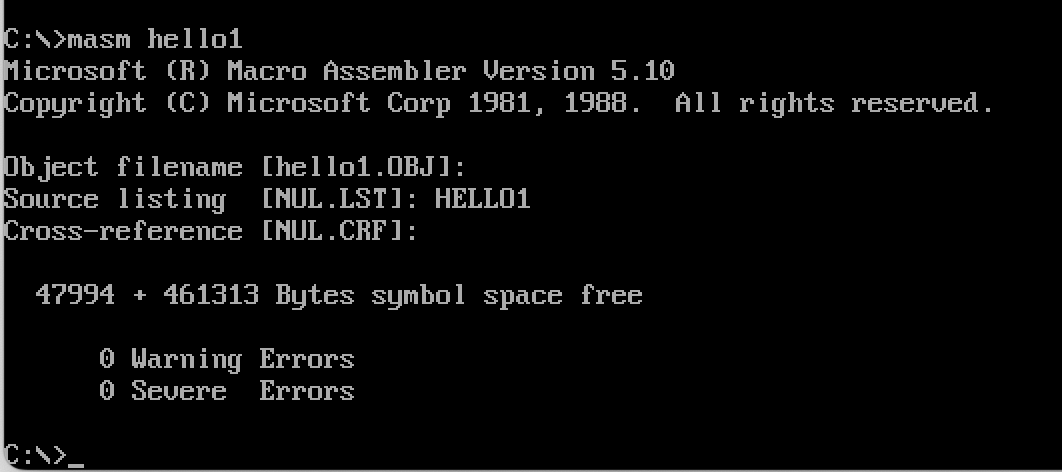 C:\>masm hello1
Microsoft (R) Macro Assembler Version 5.10
Copyright (C) Microsoft Corp 1981, 1988.  All rights reserved.
Object filename [hello1.OBJ]:
Source listing  [NUL.LST]: HELLO1
Cross-reference [NUL.CRF]:
  47994 + 461313 Bytes symbol space free
      0 Warning Errors
      0 Severe  Errors
C:\>_